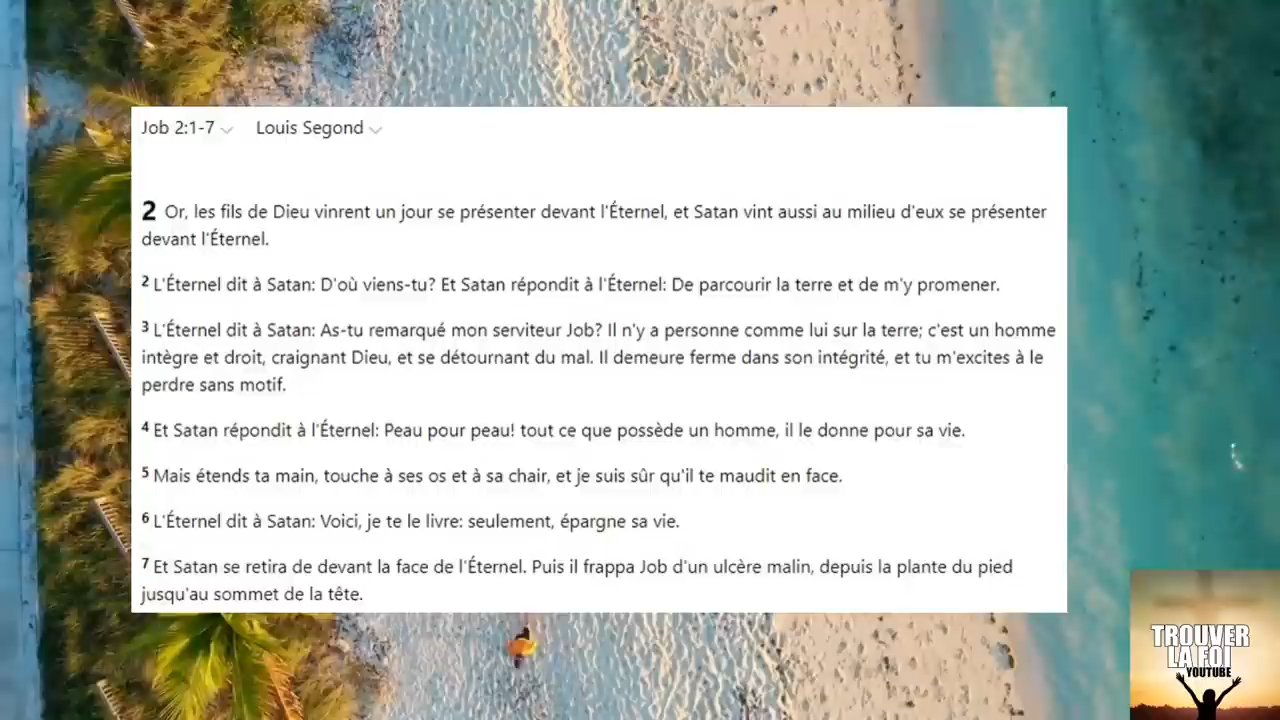 Job 2:1-7 Louis Segond
2 Or, les fils de Dieu vinrent un jour se présenter devant l'Éternel, et Satan vint aussi au milieu d'eux se présenter
devant l'Éternel.
2 L'Éternel dit à Satan: D'où viens-tu? Et Satan répondit à l'Éternel: De parcourir la terre et de m'y promener.
3 L'Éternel dit à Satan: As-tu remarqué mon serviteur Job? Il n'y a personne comme lui sur la terre; c'est un homme
intègre et droit, craignant Dieu, et se détournant du mal. Il demeure ferme dans son intégrité, et tu m'excites à le
perdre sans motif.
4 Et Satan répondit à l'Éternel: Peau pour peau! tout ce que possède un homme, il le donne pour sa vie.
5 Mais étends ta main, touche à ses os et à sa chair, et je suis sûr qu'il te maudit en face.
6 L'Éternel dit à Satan: Voici, je te le livre: seulement, épargne sa vie.
7 Et Satan se retira de devant la face de l'Éternel. Puis il frappa Job d'un ulcère malin, depuis la plante du pied
jusqu'au sommet de la tête.
TROUVER
LA FOI
YOUTUBE